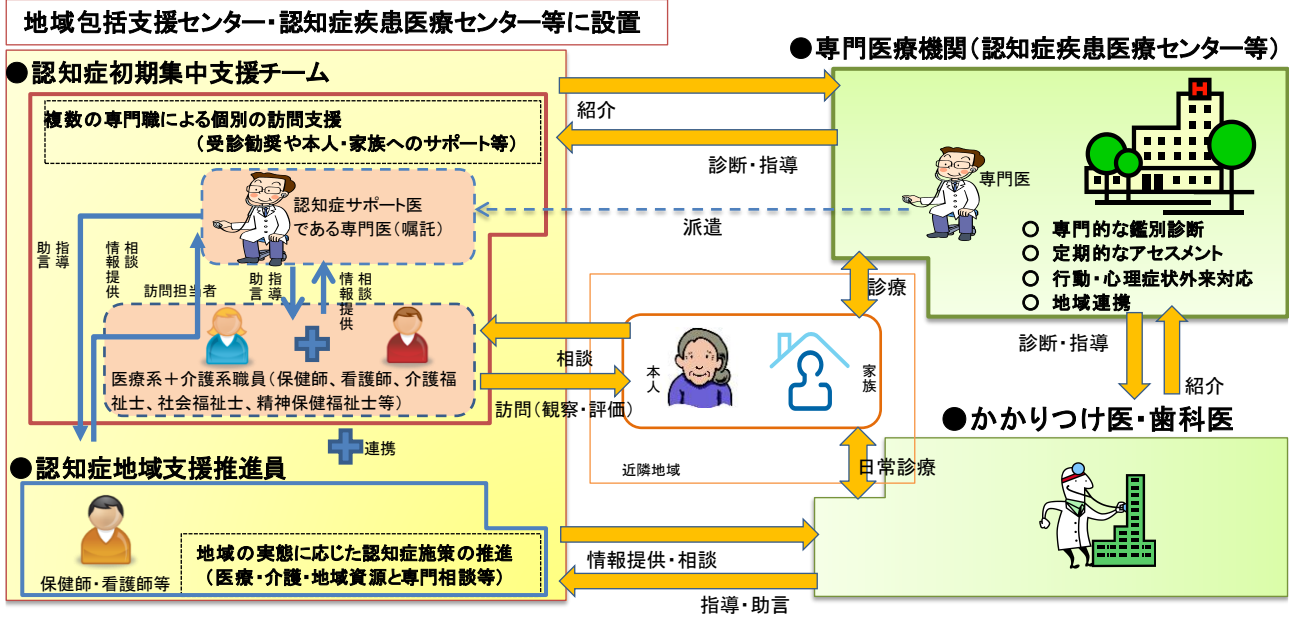 地域包括支援センター・認知症疾患医療センター等に設置
●専門医療機関(認知症疾患医療センター等)
●認知症初期集中支援チーム
複数の専門職による個別の訪問支援
(受診勧奨や本人・家族へのサポート等)
紹介
診断・指導
認知症サポート医
である専門医(嘱託)
専門医
派遣
○ 専門的な鑑別診断
○ 定期的なアセスメント
○ 行動・心理症状外来対応
○ 地域連携
指導
助言
相談
情報提供
訪問担当者
指導
助言
相談
情報提供
診療
相談
本人
家族
診断・指導
紹介
医療系+介護系職員(保健師、看護師、介護福
祉士、社会福祉士、精神保健福祉士等)
訪問(観察・評価)
●かかりつけ医・歯科医
連携
●認知症地域支援推進員
近隣地域
日常診療
地域の実態に応じた認知症施策の推進
(医療・介護・地域資源と専門相談等)
保健師・看護師等
情報提供・相談
指導・助言
H